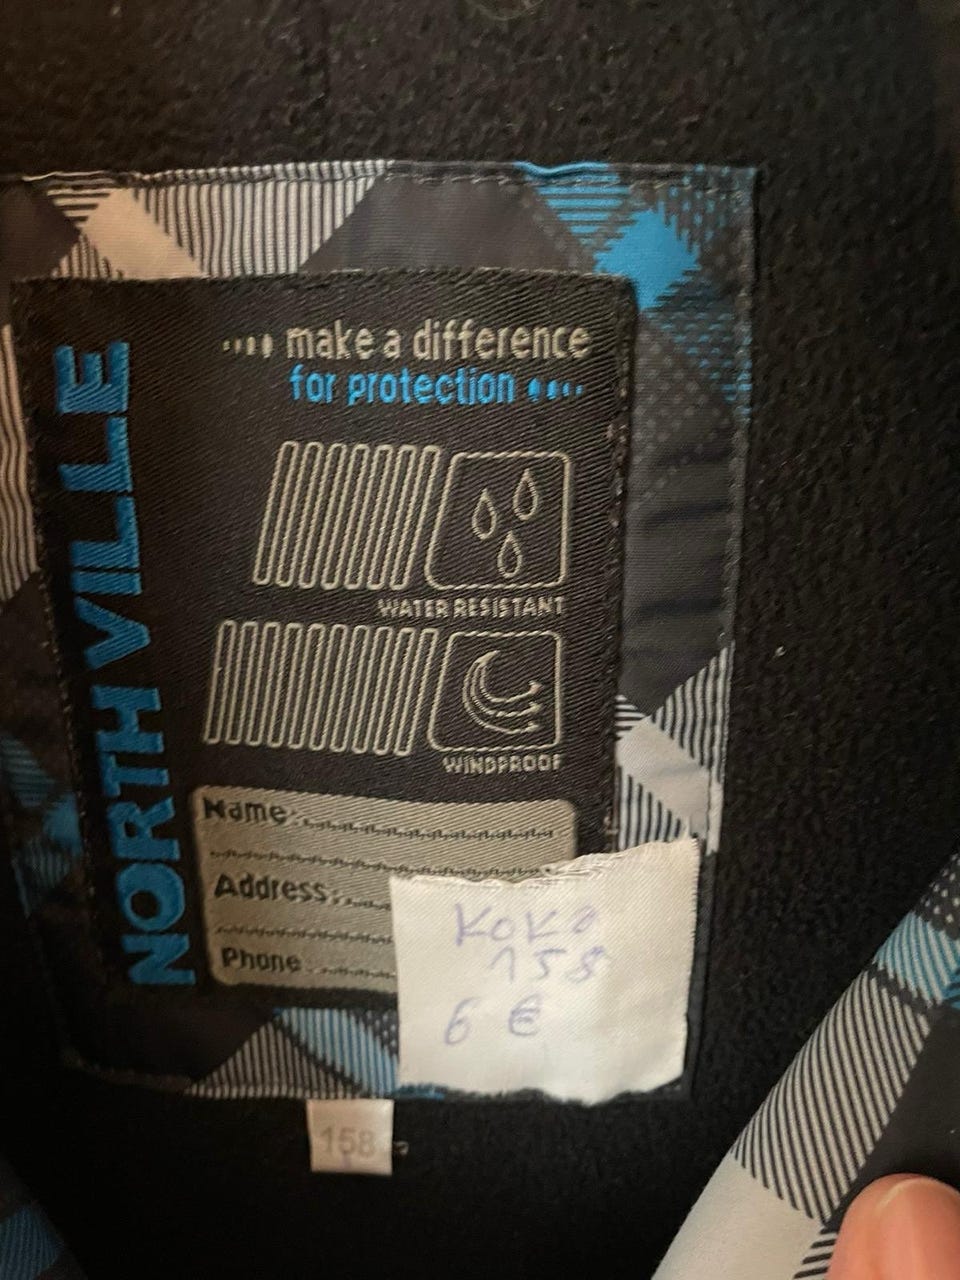 make a difference
for protection
NORTH VILLE
WATER RESISTANT
WINDPROOF
Name:
Address:
Phone
KOKO
158
6 €
158